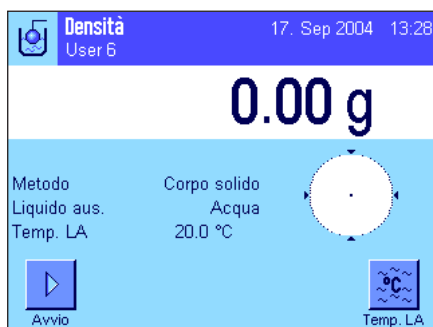 Densità 17. Sep 2004 13:28
User 6
0.00 g
Metodo Corpo solido
Liquido aus. Acqua
Temp. LA 20.0 °C
°C
Avvio Temp. LA